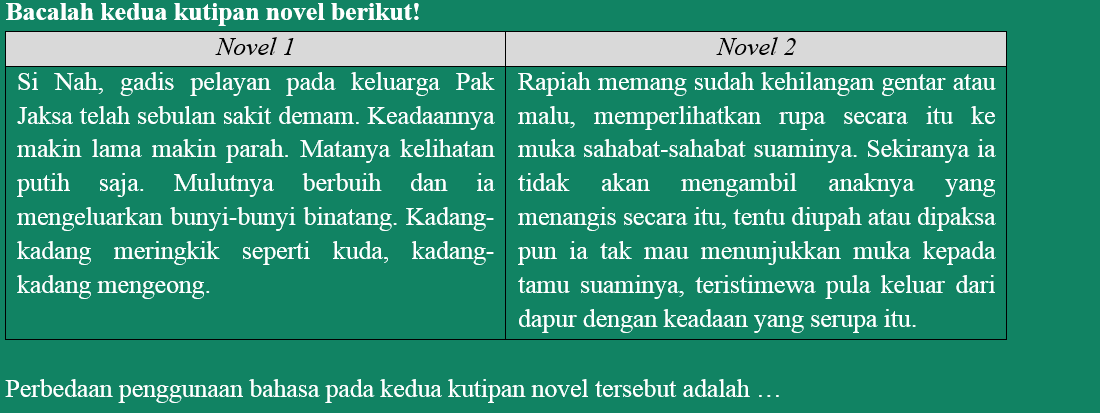 Bacalah kedua kutipan novel berikut!
Novel 1
Si Nah, gadis pelayan pada keluarga Pak
Jaksa telah sebulan sakit demam. Keadaannya
makin lama makin parah. Matanya kelihatan
putih saja. Mulutnya berbuih dan ia
mengeluarkan bunyi-bunyi binatang. Kadang-
kadang meringkik seperti kuda, kadang-
kadang mengeong.
Novel 2
Rapiah memang sudah kehilangan gentar atau
malu, memperlihatkan rupa secara itu ke
muka sahabat-sahabat suaminya. Sekiranya ia
tidak akan mengambil anaknya yang
menangis secara itu, tentu diupah atau dipaksa
pun ia tak mau menunjukkan muka kepada
tamu suaminya, teristimewa pula keluar dari
dapur dengan keadaan yang serupa itu.
Perbedaan penggunaan bahasa pada kedua kutipan novel tersebut adalah …